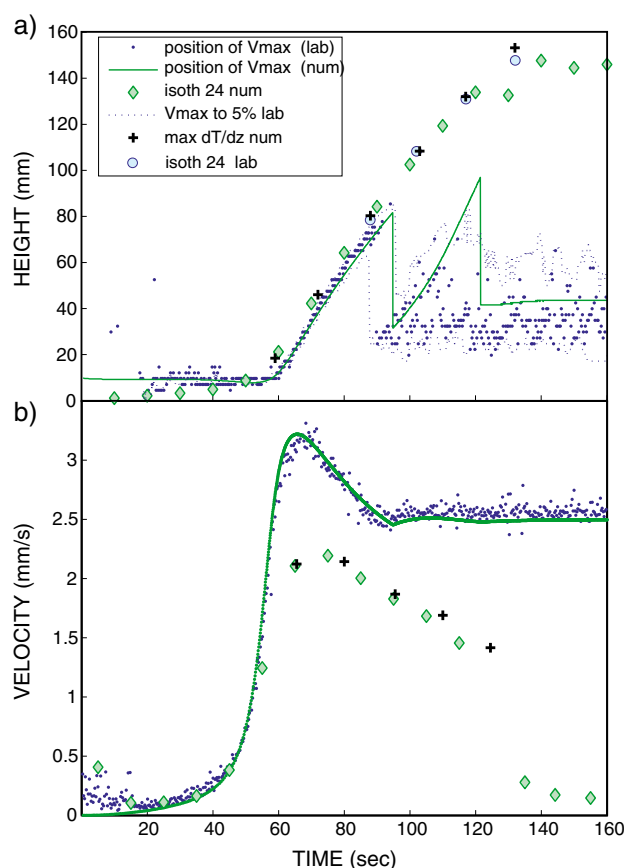 a)
160
140
120
100
80
60
40
20
0
HEIGHT (mm)
position of Vmax (lab)
position of Vmax (num)
isoth 24 num
Vmax to 5% lab
max dT/dz num
isoth 24 lab
b)
3
2.5
2
1.5
1
0.5
0
VELOCITY (mm/s)
20 40 60 80 100 120 140 160
TIME (sec)